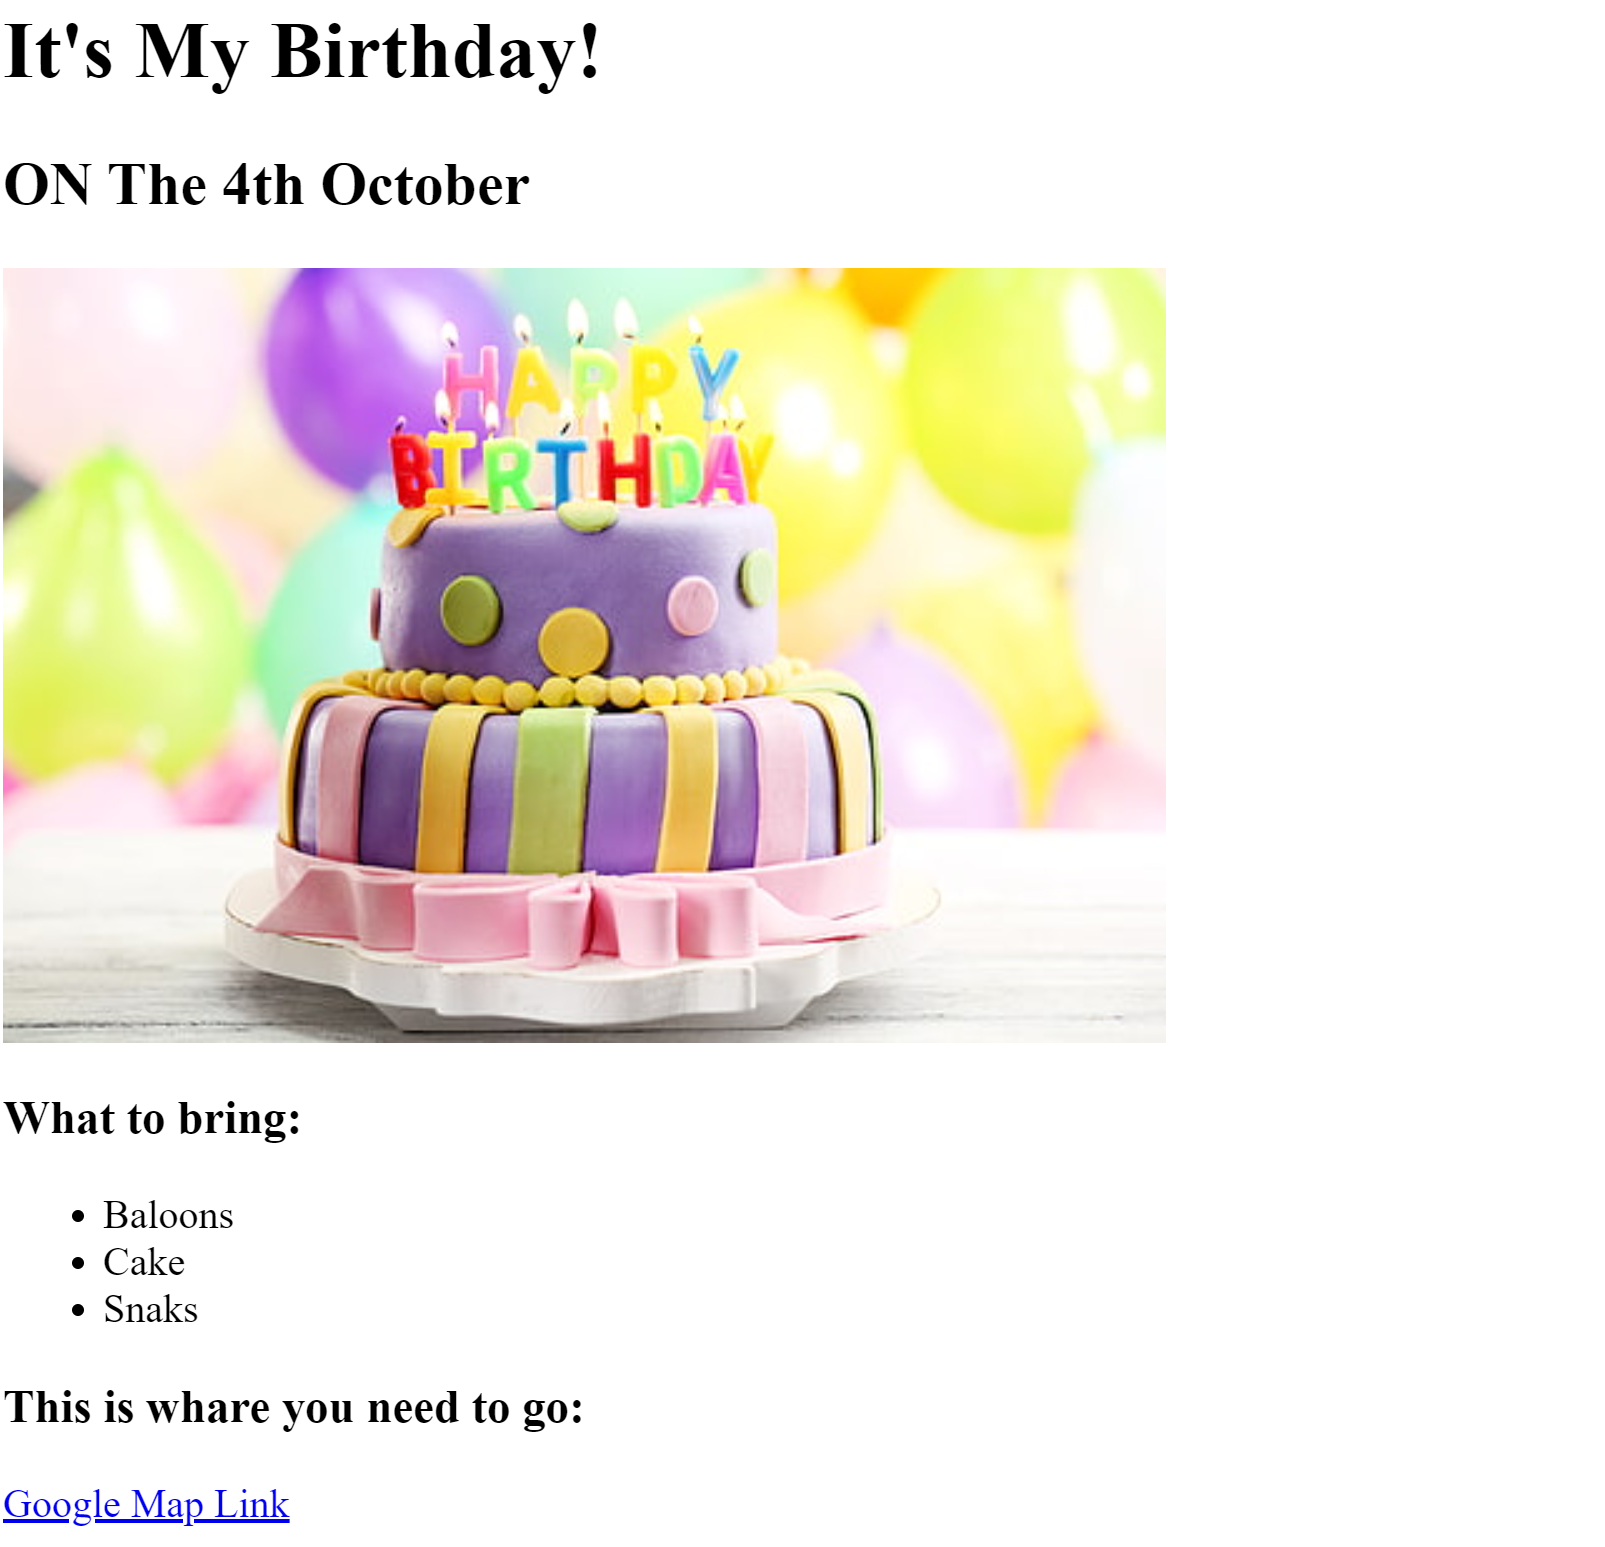 It's My Birthday!
ON The 4th October
HAPPY
BIRTHDAY
What to bring:
Baloons
Cake
Snaks
This is whare you need to go:
Google Map Link